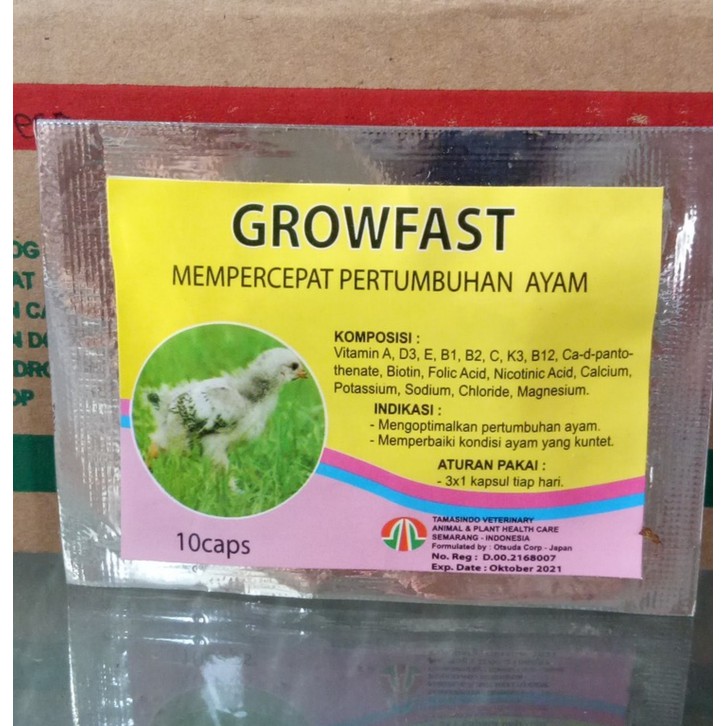 GROWFAST
MEMPERCEPAT PERTUMBUHAN AYAM
KOMPOSISI :
Vitamin A, D3, E, B1, B2, C, K3, B12, Ca-d-panto-
thenate, Biotin, Folic Acid, Nicotinic Acid, Calcium,
Potassium, Sodium, Chloride, Magnesium.
INDIKASI :
- Mengoptimalkan pertumbuhan ayam.
- Memperbaiki kondisi ayam yang kuntet.
ATURAN PAKAI :
- 3x1 kapsul tiap hari.
10caps
TAMASINDO VETERINARY
ANIMAL & PLANT HEALTH CARE
SEMARANG - INDONESIA
Formulated by : Otsuda Corp - Japan
No. Reg : D.00.2168007
Exp. Date : Oktober 2021